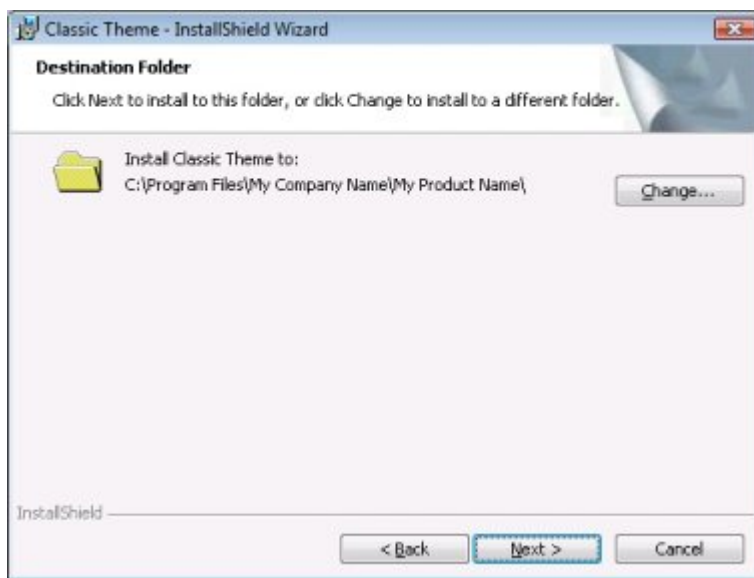 Classic Theme - InstallShield Wizard
Destination Folder
Click Next to install to this folder, or click Change to install to a different folder.
Install Classic Theme to:
C:\Program Files\My Company Name\My Product Name\
Change...
InstallShield
< Back
Next >
Cancel